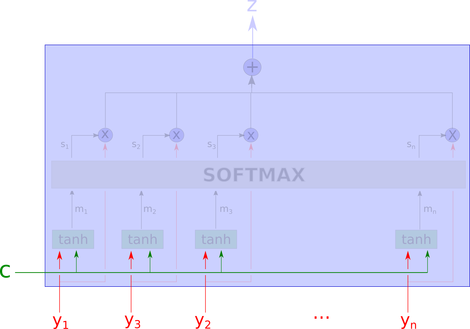 Z
+
X X X X
s1 s2 s3 sn
SOFTMAX
m1 m2 m3 mn
tanh tanh tanh tanh
C
y1 y3 y2 ... yn